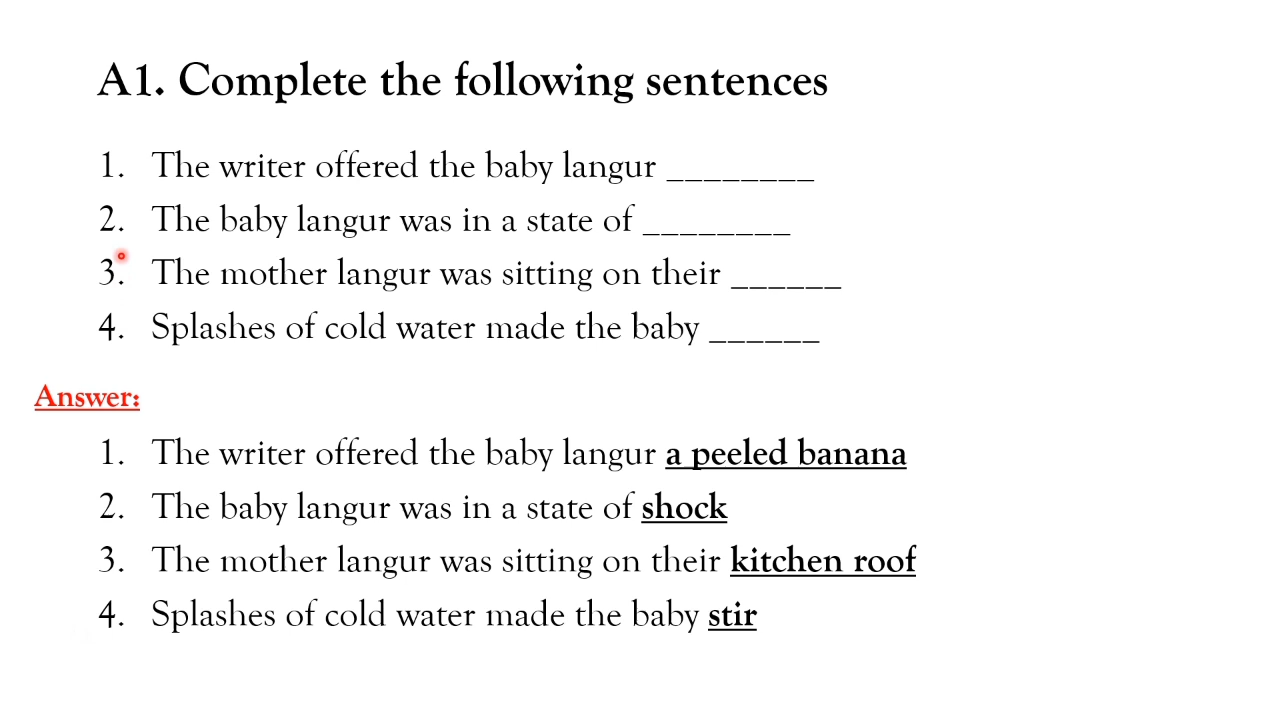 A1. Complete the following sentences
1. The writer offered the baby langur ________
2. The baby langur was in a state of ________
3. The mother langur was sitting on their ______
4. Splashes of cold water made the baby ______
Answer:
1. The writer offered the baby langur a peeled banana
2. The baby langur was in a state of shock
3. The mother langur was sitting on their kitchen roof
4. Splashes of cold water made the baby stir